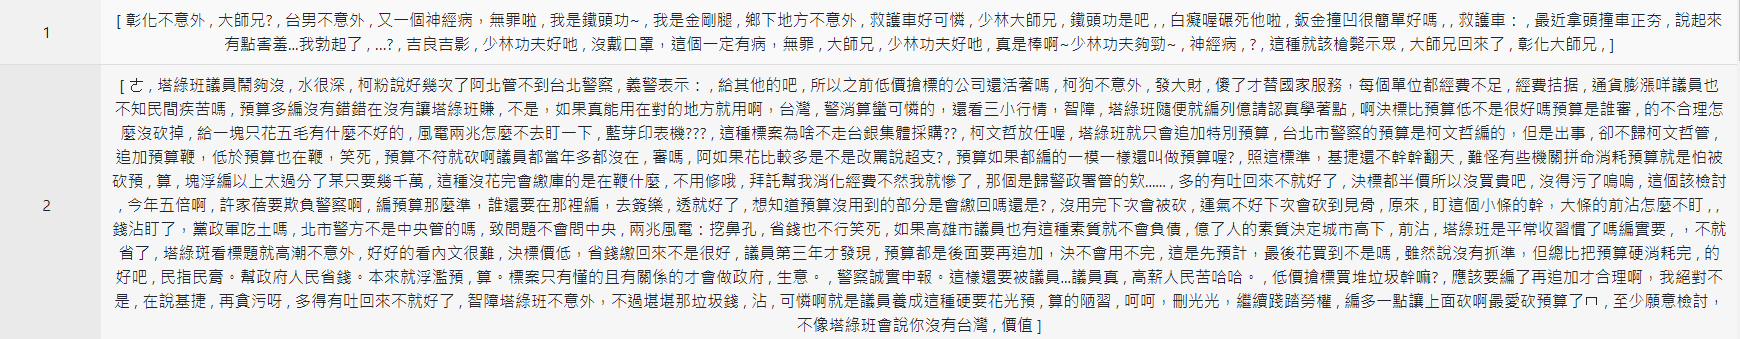 1
[ 彰化不意外 , 大師兄? , 台男不意外 , 又一個神經病，無罪啦 , 我是鐵頭功~ , 我是金剛腿 , 鄉下地方不意外 , 救護車好可憐 , 少林大師兄 , 鐵頭功是吧 , , 白癡喔碾死他啦 , 鈑金撞凹很簡單好嗎 , , 救護車： , 最近拿頭撞車正夯 , 說起來
有點害羞...我勃起了 , ...? , 吉良吉影 , 少林功夫好吔 , 沒戴口罩，這個一定有病，無罪 , 大師兄 , 少林功夫好吔 , 真是棒啊~少林功夫夠勁~ , 神經病 , ? , 這種就該槍斃示眾 , 大師兄回來了 , 彰化大師兄 , ]
2
[ ㄜ , 塔綠班議員鬧夠沒 , 水很深 , 柯粉說好幾次了阿北管不到台北警察 , 義警表示： , 給其他的吧 , 所以之前低價搶標的公司還活著嗎 , 柯狗不意外 , 發大財 , 傻了才替國家服務，每個單位都經費不足 , 經費拮据 , 通貨膨漲咩議員也
不知民間疾苦嗎 , 預算多編沒有錯錯在沒有讓塔綠班賺 , 不是，如果真能用在對的地方就用啊 , 台灣 , 警消算蠻可憐的 , 還看三小行情 , 智障 , 塔綠班隨便就編列億請認真學著點 , 啊決標比預算低不是很好嗎預算是誰審 , 的不合理怎
麼沒砍掉 , 給一塊只花五毛有什麼不好的 , 風電兩兆怎麼不去盯一下 , 藍芽印表機??? , 這種標案為啥不走台銀集體採購?? , 柯文哲放任喔 , 塔綠班就只會追加特別預算 , 台北市警察的預算是柯文哲編的，但是出事 , 卻不歸柯文哲管 ,
追加預算鞭，低於預算也在鞭，笑死 , 預算不符就砍啊議員都當年多都沒在 , 審嗎 , 阿如果花比較多是不是改罵說超支? , 預算如果都編的一模一樣還叫做預算喔? , 照這標準，基捷還不幹幹翻天 , 難怪有些機關拼命消耗預算就是怕被
砍預 , 算 , 塊浮編以上太過分了某只要幾千萬 , 這種沒花完會繳庫的是在鞭什麼 , 不用修哦 , 拜託幫我消化經費不然我就慘了 , 那個是歸警政署管的欸...... , 多的有吐回來不就好了 , 決標都半價所以沒買貴吧 , 沒得污了嗚嗚 , 這個該檢討
, 今年五倍啊 , 許家蓓要欺負警察啊 , 編預算那麼準，誰還要在那裡編，去簽樂 , 透就好了 , 想知道預算沒用到的部分是會繳回嗎還是? , 沒用完下次會被砍，運氣不好下次會砍到見骨 , 原來 , 盯這個小條的幹，大條的前沾怎麼不盯 , ,
錢沾盯了，黨政軍吃土嗎 , 北市警方不是中央管的嗎 , 致問題不會問中央 , 兩兆風電：挖鼻孔 , 省錢也不行笑死 , 如果高雄市議員也有這種素質就不會負債 , 億了人的素質決定城市高下 , 前沾 , 塔綠班是平常收習慣了嗎編實要 , ，不就
省了 , 塔綠班看標題就高潮不意外 , 好好的看內文很難 , 決標價低，省錢繳回來不是很好 , 議員第三年才發現 , 預算都是後面要再追加，決不會用不完 , 這是先預計，最後花買到不是嗎，雖然說沒有抓準，但總比把預算硬消耗完 , 的
好吧 , 民指民膏。幫政府人民省錢。本來就浮濫預 , 算。標案只有懂的且有關係的才會做政府 , 生意。 , 警察誠實申報。這樣還要被議員...議員真 , 高薪人民苦哈哈。 , 低價搶標買堆垃圾幹嘛? , 應該要編了再追加才合理啊 , 我絕對不
是 , 在說基捷 , 再貪污呀 , 多得有吐回來不就好了 , 智障塔綠班不意外，不過堪堪那垃圾錢 , 沾 , 可憐啊就是議員養成這種硬要花光預 , 算的陋習 , 呵呵 , 刪光光，繼續踐踏勞權 , 編多一點讓上面砍啊最愛砍預算了ㄇ , 至少願意檢討，
不像塔綠班會說你沒有台灣 , 價值 ]